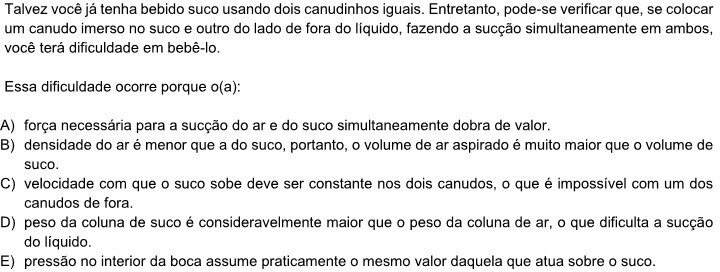 Talvez você já tenha bebido suco usando dois canudinhos iguais. Entretanto, pode-se verificar que, se colocar
um canudo imerso no suco e outro do lado de fora do líquido, fazendo a sucção simultaneamente em ambos,
você terá dificuldade em bebê-lo.
Essa dificuldade ocorre porque o(a):
A) força necessária para a sucção do ar e do suco simultaneamente dobra de valor.
B) densidade do ar é menor que a do suco, portanto, o volume de ar aspirado é muito maior que o volume de
suco.
C) velocidade com que o suco sobe deve ser constante nos dois canudos, o que é impossível com um dos
canudos de fora.
D) peso da coluna de suco é consideravelmente maior que o peso da coluna de ar, o que dificulta a sucção
do líquido.
E) pressão no interior da boca assume praticamente o mesmo valor daquela que atua sobre o suco.